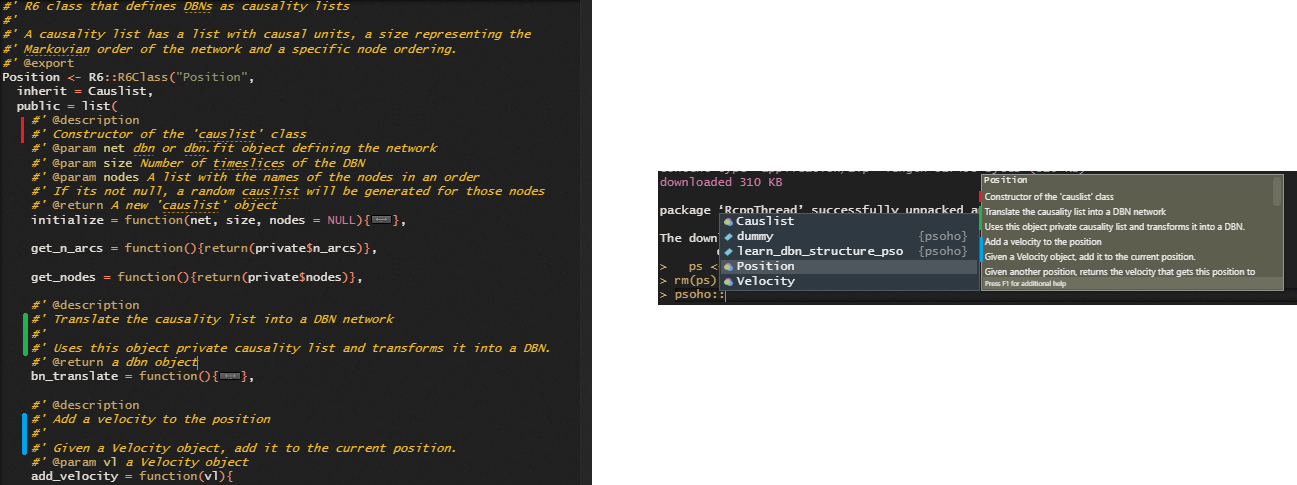 #' R6 class that defines DBNs as causality lists
#'
#' A causality list has a list with causal units, a size representing the
#' Markovian order of the network and a specific node ordering.
#' @export
Position <- R6::R6Class("Position",
inherit = Causlist,
public = list(
#' @description
#' Constructor of the 'causlist' class
#' @param net dbn or dbn.fit object defining the network
#' @param size Number of timeslices of the DBN
#' @param nodes A list with the names of the nodes in an order
#' If its not null, a random causlist will be generated for those nodes
#' @return A new 'causlist' object
initialize = function(net, size, nodes = NULL){},
get_n_arcs = function(){return(private$n_arcs)},
get_nodes = function(){return(private$nodes)},
#' @description
#' Translate the causality list into a DBN network
#'
#' Uses this object private causality list and transforms it into a DBN.
#' @return a dbn object
bn_translate = function(){},
#' @description
#' Add a velocity to the position
#'
#' Given a Velocity object, add it to the current position.
#' @param vl a Velocity object
add_velocity = function(vl){
downloaded 310 KB
package 'RcppThread' successfully unpacked a
The down
> ps <
> rm(ps)
> psoho::
Causlist
dummy {psoho}
learn_dbn_structure_pso {psoho}
Position
Velocity
Position
Constructor of the 'causlist' class
Translate the causality list into a DBN network
Uses this object private causality list and transforms it into a DBN.
Add a velocity to the position
Given a Velocity object, add it to the current position.
Given another position, returns the velocity that gets this position to
Press F1 for additional help